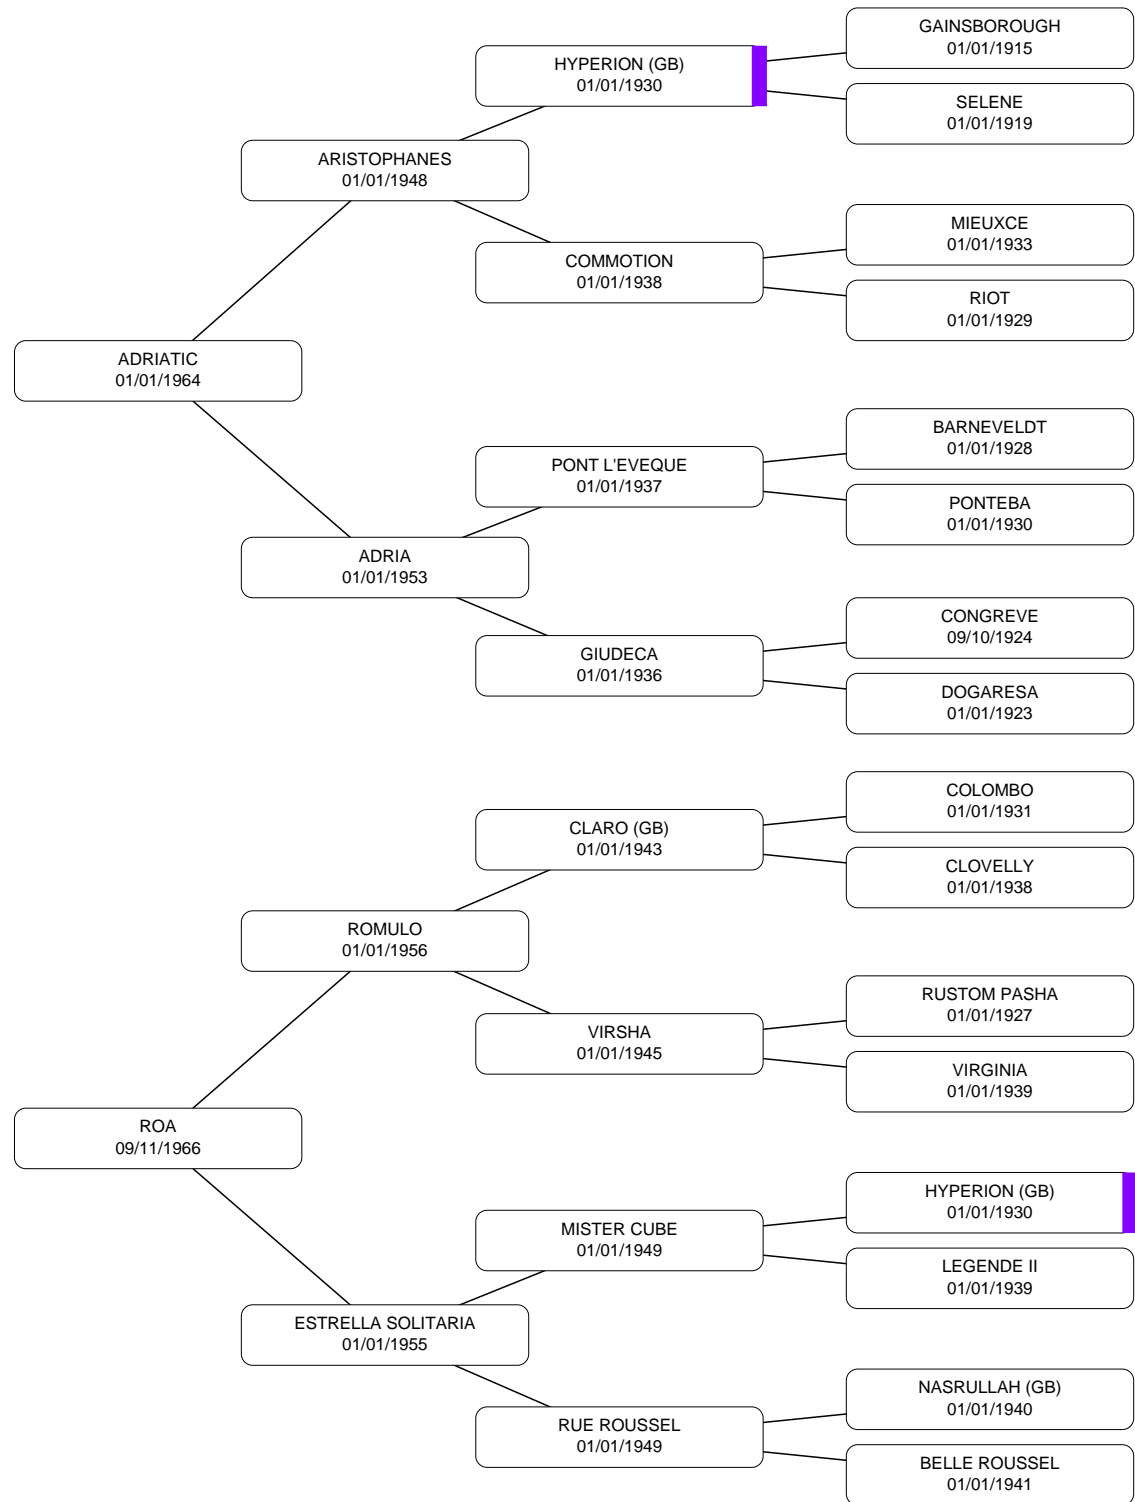 GAINSBOROUGH
01/01/1915
HYPERION (GB)
01/01/1930
SELENE
01/01/1919
ARISTOPHANES
01/01/1948
MIEUXCE
01/01/1933
COMMOTION
01/01/1938
RIOT
01/01/1929
ADRIATIC
01/01/1964
BARNEVELDT
01/01/1928
PONT L'EVEQUE
01/01/1937
PONTEBA
01/01/1930
ADRIA
01/01/1953
CONGREVE
09/10/1924
GIUDECA
01/01/1936
DOGARESA
01/01/1923
COLOMBO
01/01/1931
CLARO (GB)
01/01/1943
CLOVELLY
01/01/1938
ROMULO
01/01/1956
RUSTOM PASHA
01/01/1927
VIRSHA
01/01/1945
VIRGINIA
01/01/1939
ROA
09/11/1966
HYPERION (GB)
01/01/1930
MISTER CUBE
01/01/1949
LEGENDE II
01/01/1939
ESTRELLA SOLITARIA
01/01/1955
NASRULLAH (GB)
01/01/1940
RUE ROUSSEL
01/01/1949
BELLE ROUSSEL
01/01/1941